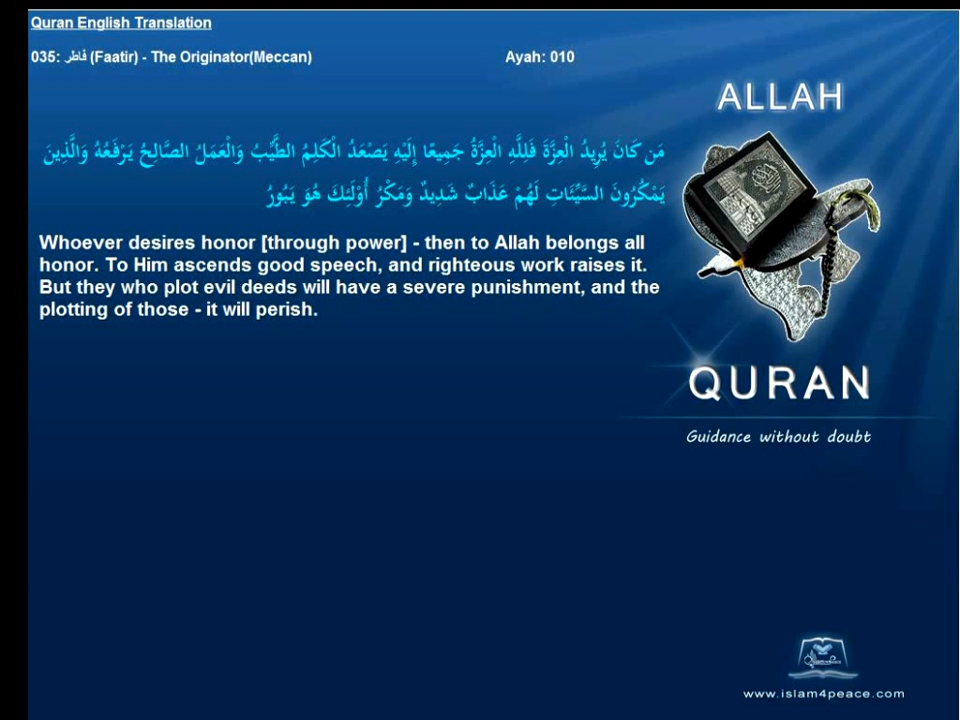 Quran English Translation
035: فاطر (Faatir) - The Originator(Meccan)
Ayah: 010
ALLAH
مَن كَانَ يُرِيدُ الْعِزَّةَ فَلِلَّهِ الْعِزَّةُ جَمِيعًا إِلَيْهِ يَصْعَدُ الْكَلِمُ الطَّيِّبُ وَالْعَمَلُ الصَّالِحُ يَرْفَعُهُ وَالَّذِينَ
يَمْكُرُونَ السَّيِّئَاتِ لَهُمْ عَذَابٌ شَدِيدٌ وَمَكْرُ أُوْلَئِكَ هُوَ يَبُورُ
Whoever desires honor [through power] - then to Allah belongs all
honor. To Him ascends good speech, and righteous work raises it.
But they who plot evil deeds will have a severe punishment, and the
plotting of those - it will perish.
QURAN
Guidance without doubt
www.islam4peace.com